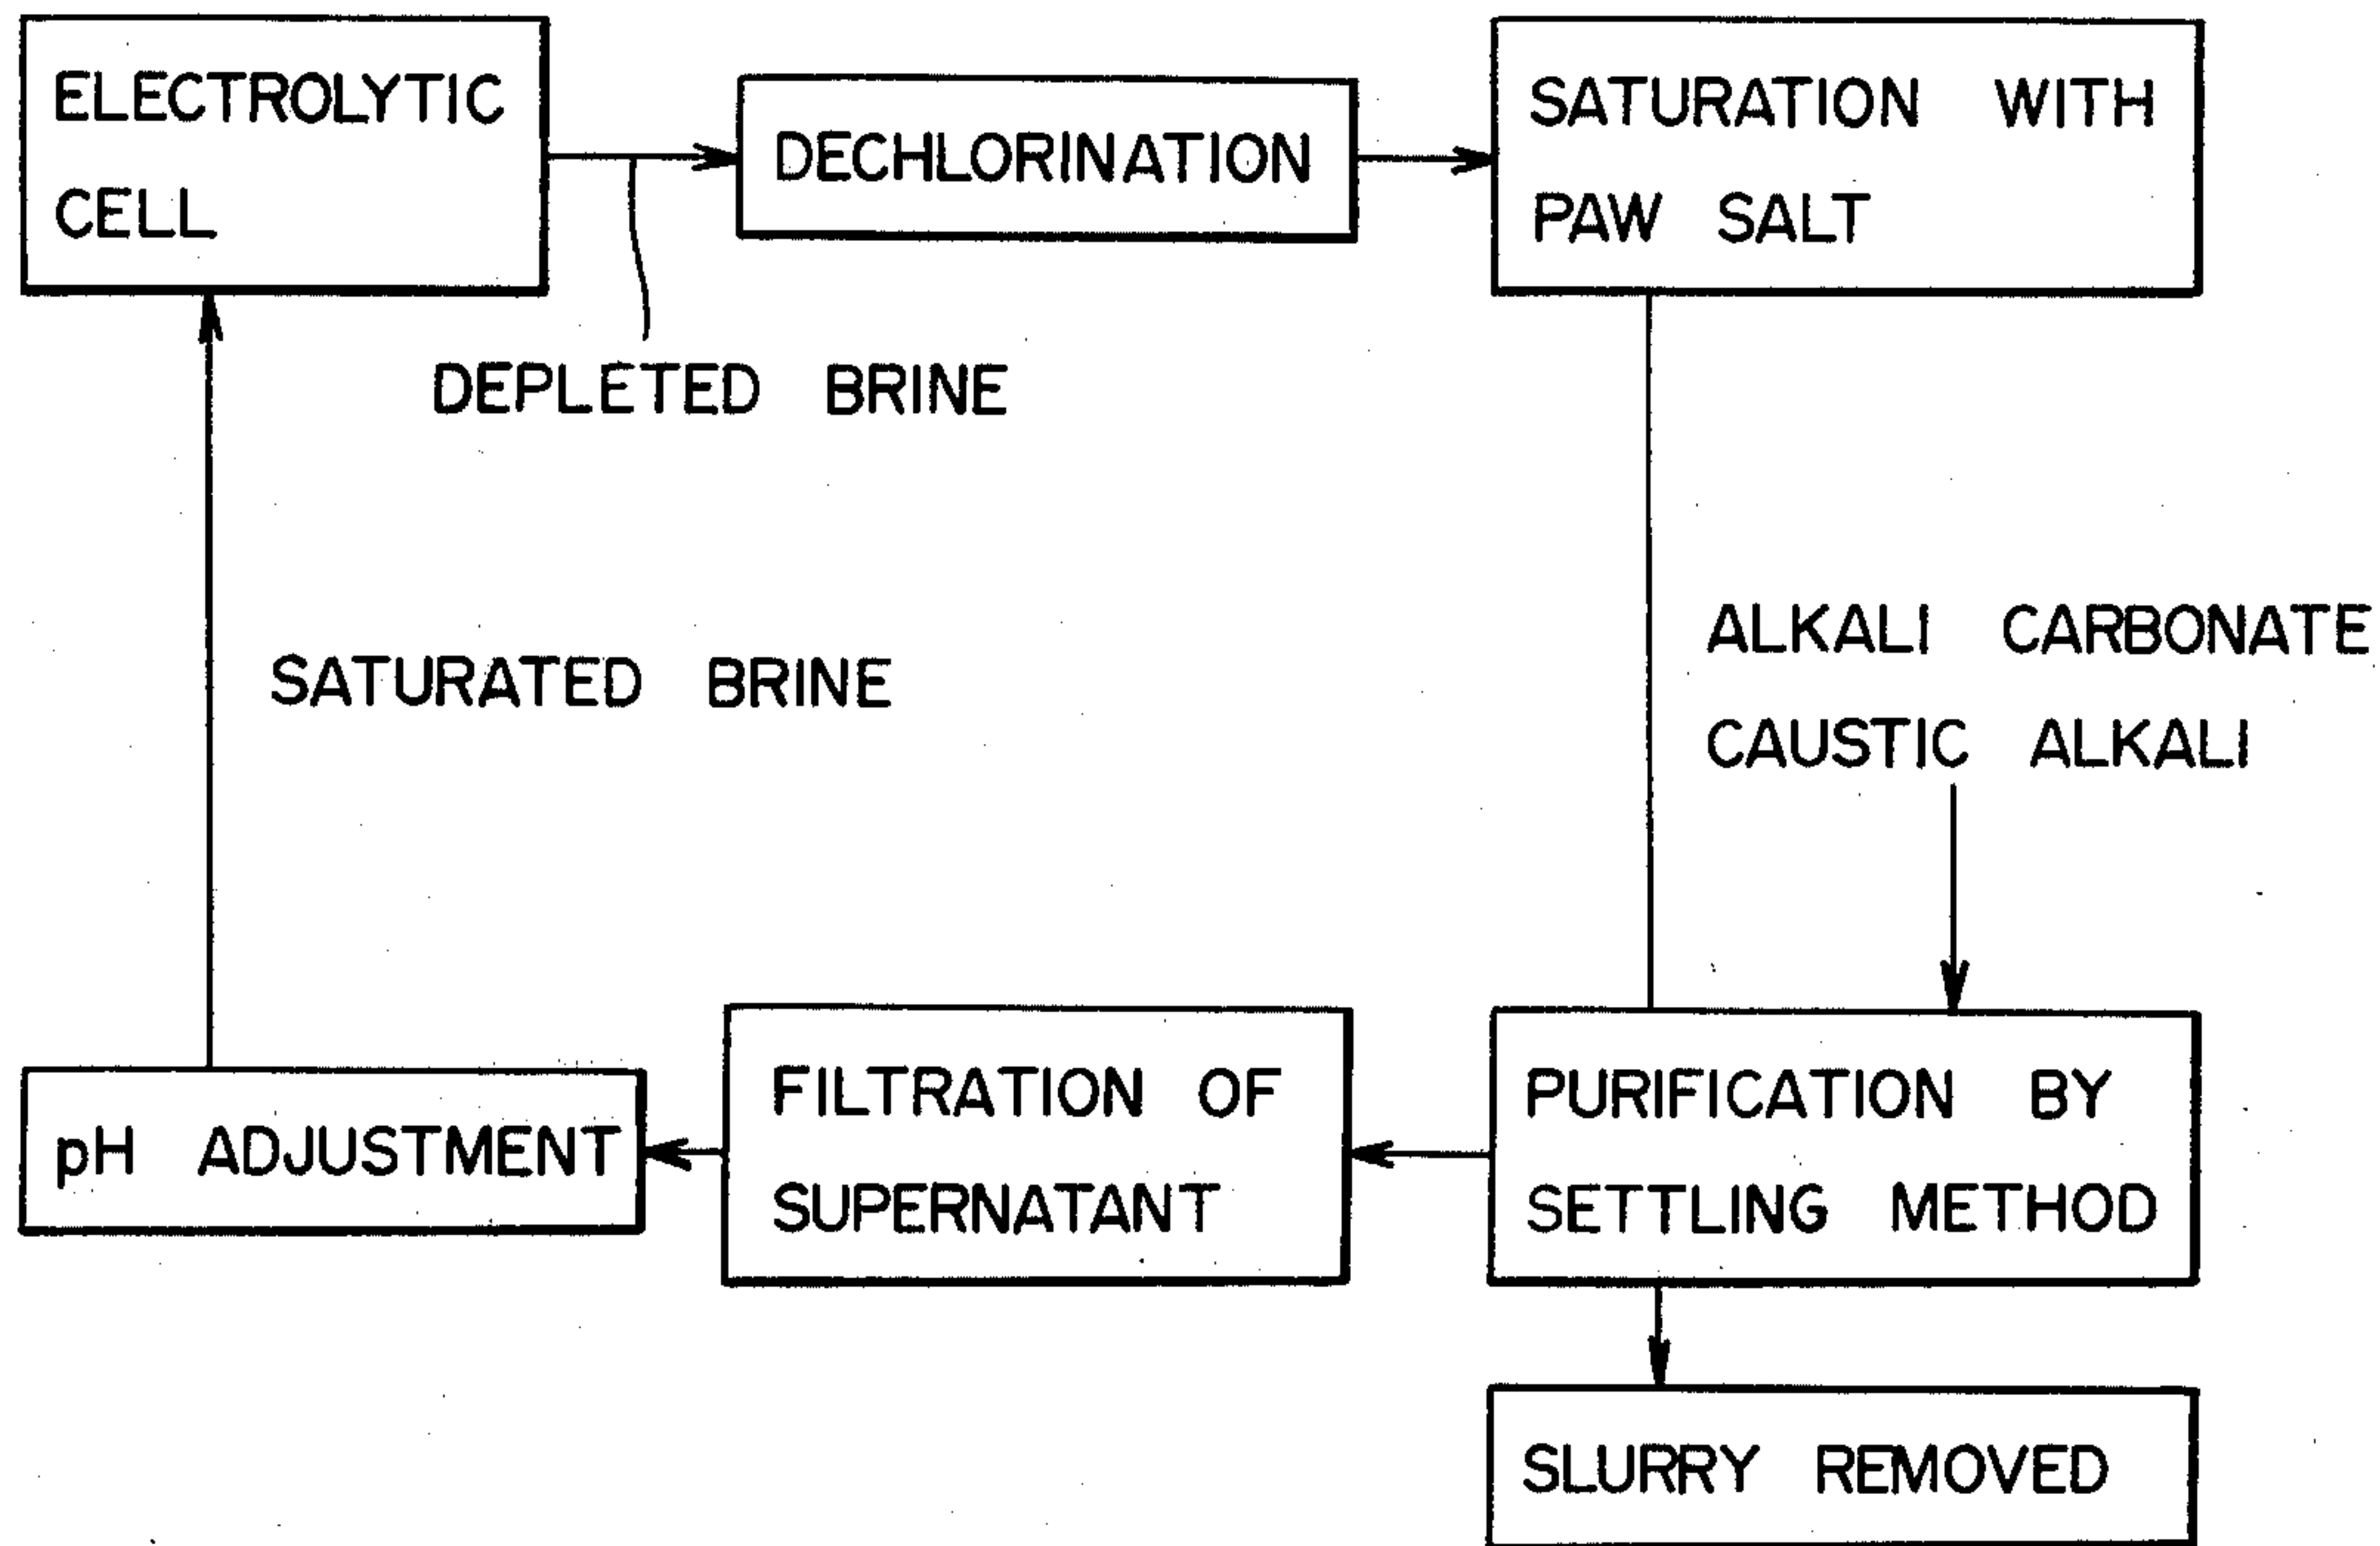 ELECTROLYTIC
CELL
DECHLORINATION
SATURATION WITH
PAW SALT
DEPLETED BRINE
SATURATED BRINE
ALKALI CARBONATE
CAUSTIC ALKALI
pH ADJUSTMENT
FILTRATION OF
SUPERNATANT
PURIFICATION BY
SETTLING METHOD
SLURRY REMOVED